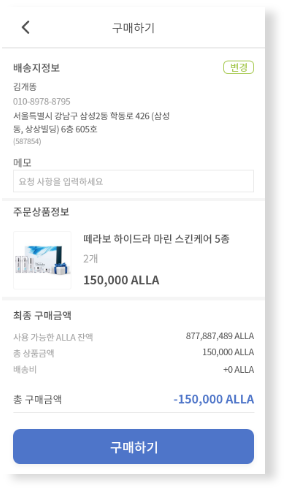 구매하기
배송지정보
변경
김개똥
010-8978-8795
서울특별시 강남구 삼성2동 학동로 426 (삼성
동, 상상빌딩) 6층 605호
(587854)
메모
요청 사항을 입력하세요
주문상품정보
떼라보 하이드라 마린 스킨케어 5종
2개
150,000 ALLA
최종 구매금액
사용 가능한 ALLA 잔액 877,887,489 ALLA
총 상품금액 150,000 ALLA
배송비 +0 ALLA
총 구매금액 -150,000 ALLA
구매하기